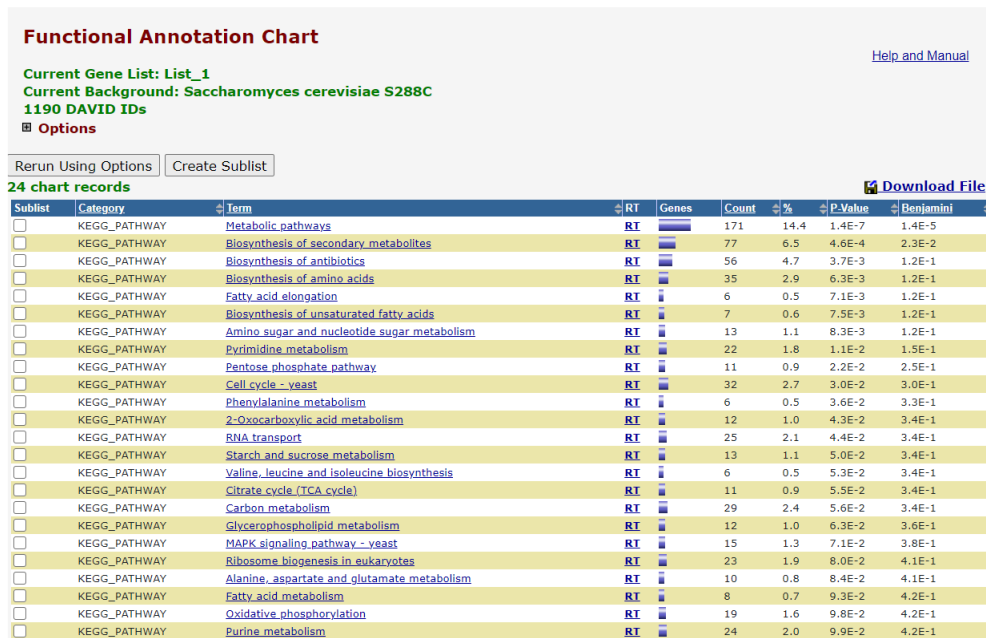 Functional Annotation Chart
Help and Manual
Current Gene List: List_1
Current Background: Saccharomyces cerevisiae S288C
1190 DAVID IDs
Options
Rerun Using Options Create Sublist
24 chart records Download File
Sublist Category Term RT Genes Count % P-Value Benjamini
KEGG_PATHWAY Metabolic pathways RT 171 14.4 1.4E-7 1.4E-5
KEGG_PATHWAY Biosynthesis of secondary metabolites RT 77 6.5 4.6E-4 2.3E-2
KEGG_PATHWAY Biosynthesis of antibiotics RT 56 4.7 3.7E-3 1.2E-1
KEGG_PATHWAY Biosynthesis of amino acids RT 35 2.9 6.3E-3 1.2E-1
KEGG_PATHWAY Fatty acid elongation RT 6 0.5 7.1E-3 1.2E-1
KEGG_PATHWAY Biosynthesis of unsaturated fatty acids RT 7 0.6 7.5E-3 1.2E-1
KEGG_PATHWAY Amino sugar and nucleotide sugar metabolism RT 13 1.1 8.3E-3 1.2E-1
KEGG_PATHWAY Pyrimidine metabolism RT 22 1.8 1.1E-2 1.5E-1
KEGG_PATHWAY Pentose phosphate pathway RT 11 0.9 2.2E-2 2.5E-1
KEGG_PATHWAY Cell cycle - yeast RT 32 2.7 3.0E-2 3.0E-1
KEGG_PATHWAY Phenylalanine metabolism RT 6 0.5 3.6E-2 3.3E-1
KEGG_PATHWAY 2-Oxocarboxylic acid metabolism RT 12 1.0 4.3E-2 3.4E-1
KEGG_PATHWAY RNA transport RT 25 2.1 4.4E-2 3.4E-1
KEGG_PATHWAY Starch and sucrose metabolism RT 13 1.1 5.0E-2 3.4E-1
KEGG_PATHWAY Valine, leucine and isoleucine biosynthesis RT 6 0.5 5.3E-2 3.4E-1
KEGG_PATHWAY Citrate cycle (TCA cycle) RT 11 0.9 5.5E-2 3.4E-1
KEGG_PATHWAY Carbon metabolism RT 29 2.4 5.6E-2 3.4E-1
KEGG_PATHWAY Glycerophospholipid metabolism RT 12 1.0 6.3E-2 3.6E-1
KEGG_PATHWAY MAPK signaling pathway - yeast RT 15 1.3 7.1E-2 3.8E-1
KEGG_PATHWAY Ribosome biogenesis in eukaryotes RT 23 1.9 8.0E-2 4.1E-1
KEGG_PATHWAY Alanine, aspartate and glutamate metabolism RT 10 0.8 8.4E-2 4.1E-1
KEGG_PATHWAY Fatty acid metabolism RT 8 0.7 9.3E-2 4.2E-1
KEGG_PATHWAY Oxidative phosphorylation RT 19 1.6 9.8E-2 4.2E-1
KEGG_PATHWAY Purine metabolism RT 24 2.0 9.9E-2 4.2E-1